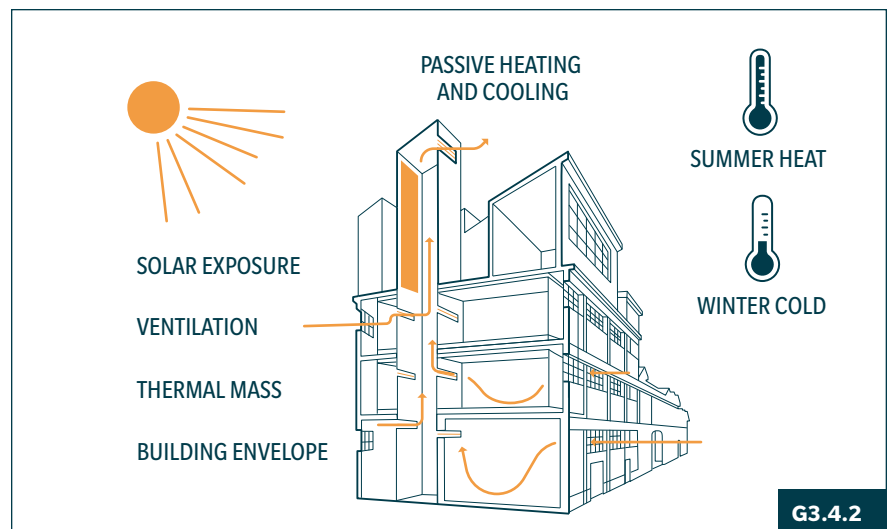 PASSIVE HEATING
AND COOLING
SUMMER HEAT
SOLAR EXPOSURE
WINTER COLD
VENTILATION
THERMAL MASS
BUILDING ENVELOPE
G3.4.2